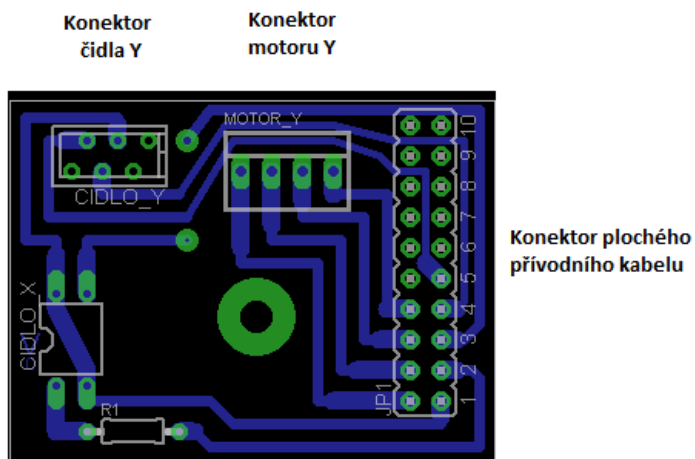 Konektor
čidla Y
Konektor
motoru Y
MOTOR_Y
CIDLO_Y
10
9
8
7
6
5
4
3
2
1
Konektor plochého
přívodního kabelu
CIDLO_X
JP1
R1